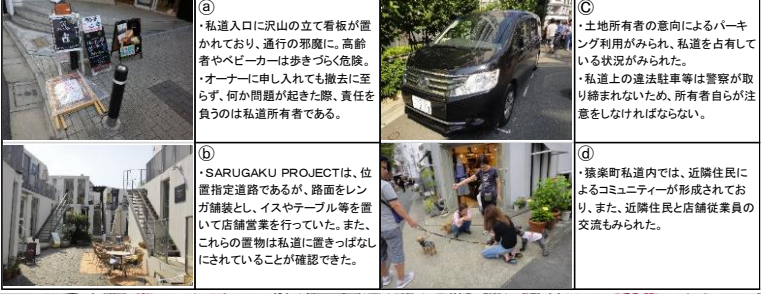 ⓐ
・私道入口に沢山の立て看板が置
かれており、通行の邪魔に。高齢
者やベビーカーは歩きづらく危険。
・オーナーに申し入れても撤去に至
らず、何か問題が起きた際、責任を
負うのは私道所有者である。
ⓒ
・土地所有者の意向によるパーキ
ング利用がみられ、私道を占有して
いる状況がみられた。
・私道上の違法駐車等は警察が取
り締まれないため、所有者自らが注
意をしなければならない。
ⓑ
・SARUGAKU PROJECTは、位
置指定道路であるが、路面をレン
ガ舗装とし、イスやテーブル等を置
いて店舗営業を行っていた。また、
これらの置物は私道に置きっぱなし
にされていることが確認できた。
ⓓ
・猿楽町私道内では、近隣住民に
よるコミュニティーが形成されてお
り、また、近隣住民と店舗従業員の
交流もみられた。